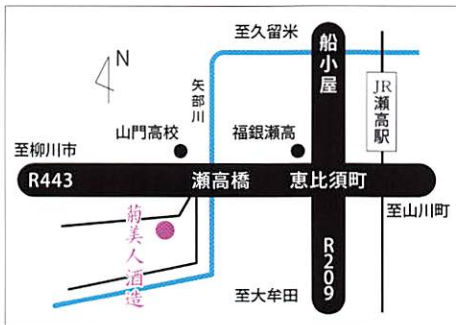 至久留米
船小屋
N
矢部川
JR瀬高駅
山門高校
福銀瀬高
至柳川市
R443
瀬高橋
恵比須町
至山川町
菊美人酒造
R209
至大牟田